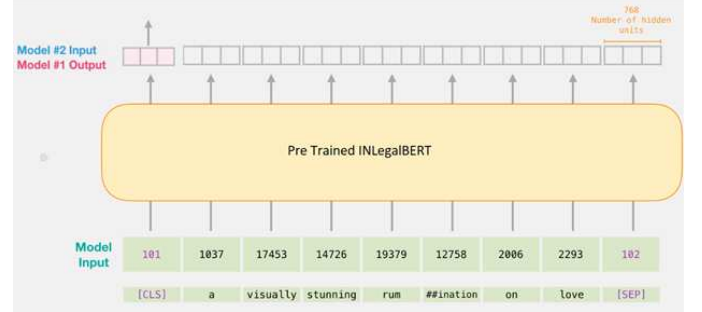 768
Number of hidden
units
Model #2 Input
Model #1 Output
Pre Trained INLegalBERT
Model
Input
101 1037 17453 14726 19379 12758 2006 2293 102
[CLS] a visually stunning rum ##ination on love [SEP]